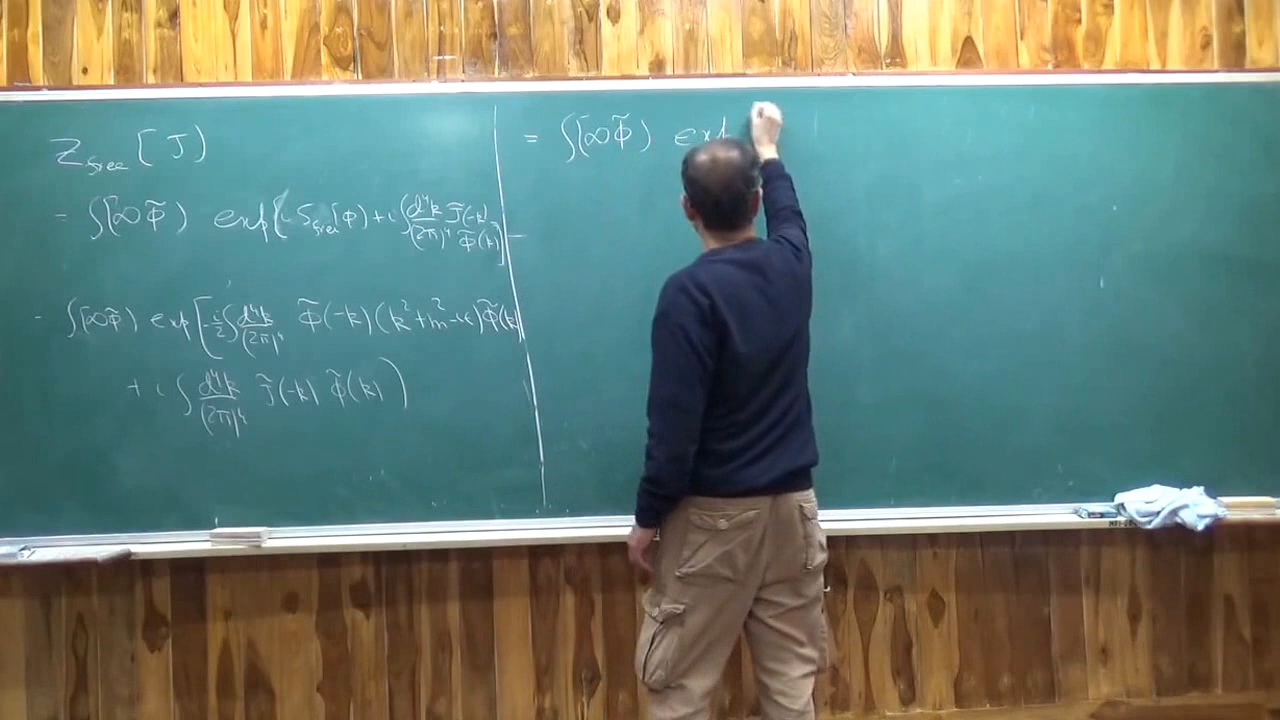 Z_free [J]
= ∫[𝒟φ̃] exp[i S_free[φ] + i ∫ d⁴k/(2π)⁴ J̃(-k) φ̃(k)]
= ∫[𝒟φ̃] exp[-i/2 ∫ d⁴k/(2π)⁴ φ̃(-k)(k²+m²-iε)φ̃(k)
+ i ∫ d⁴k/(2π)⁴ J̃(-k) φ̃(k)]
= ∫[𝒟φ̃] exp